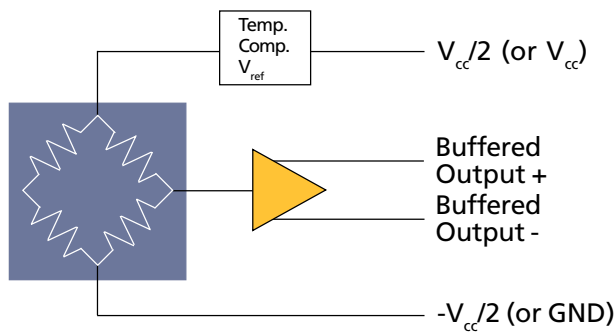 Temp.
Comp.
Vref
Vcc/2 (or Vcc)
Buffered
Output +
Buffered
Output -
-Vcc/2 (or GND)